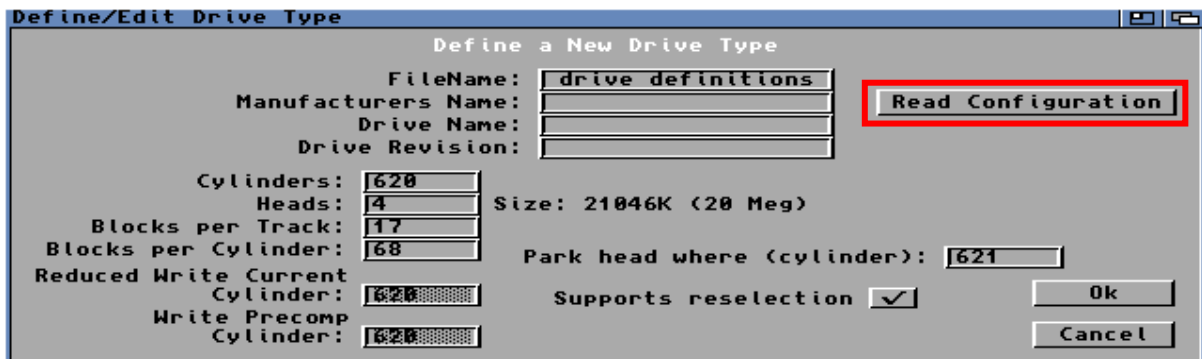 Define/Edit Drive Type
Define a New Drive Type
FileName: drive definitions
Manufacturers Name:
Read Configuration
Drive Name:
Drive Revision:
Cylinders: 620
Heads: 4 Size: 21046K (20 Meg)
Blocks per Track: 17
Blocks per Cylinder: 68
Park head where (cylinder): 621
Reduced Write Current
Cylinder: 620
Supports reselection
Ok
Write Precomp
Cylinder: 620
Cancel